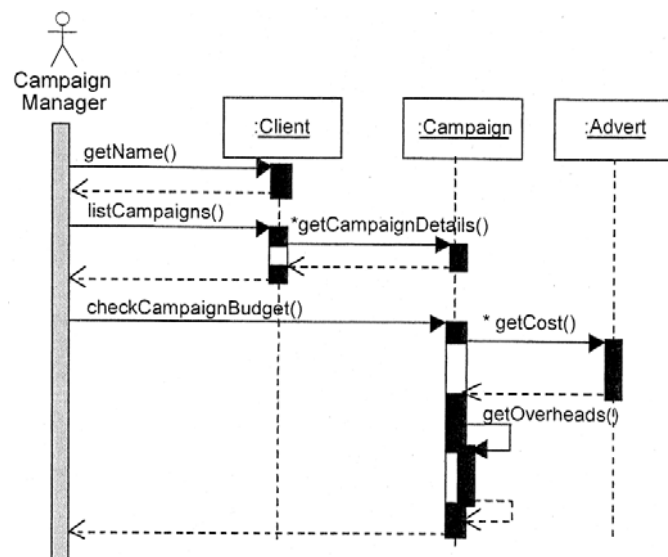 Campaign
Manager
:Client
:Campaign
:Advert
getName()
listCampaigns()
*getCampaignDetails()
checkCampaignBudget()
* getCost()
getOverheads()